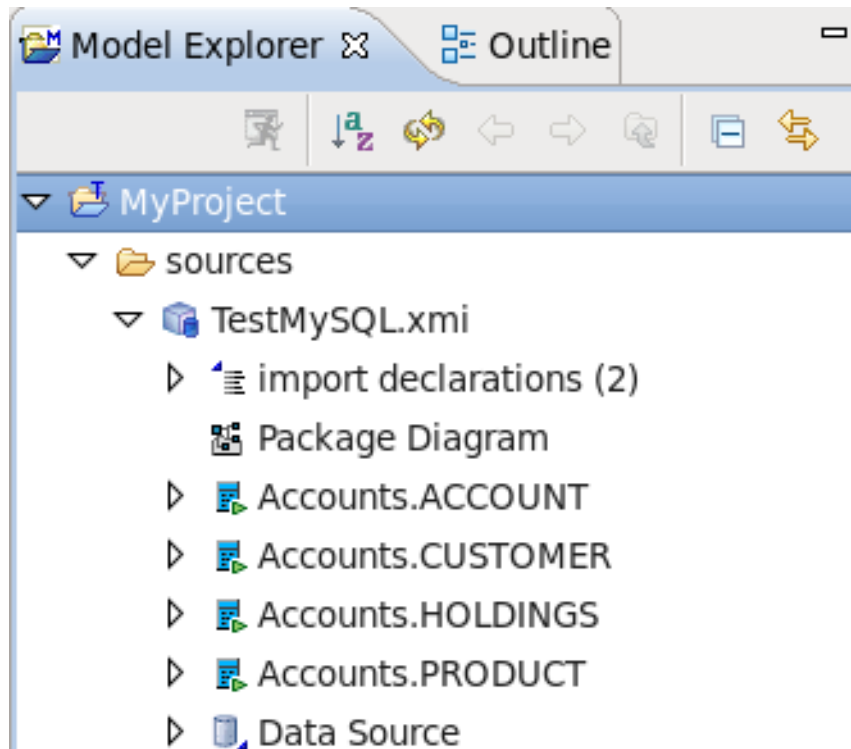 Model Explorer Outline
MyProject
sources
TestMySQL.xmi
import declarations (2)
Package Diagram
Accounts.ACCOUNT
Accounts.CUSTOMER
Accounts.HOLDINGS
Accounts.PRODUCT
Data Source